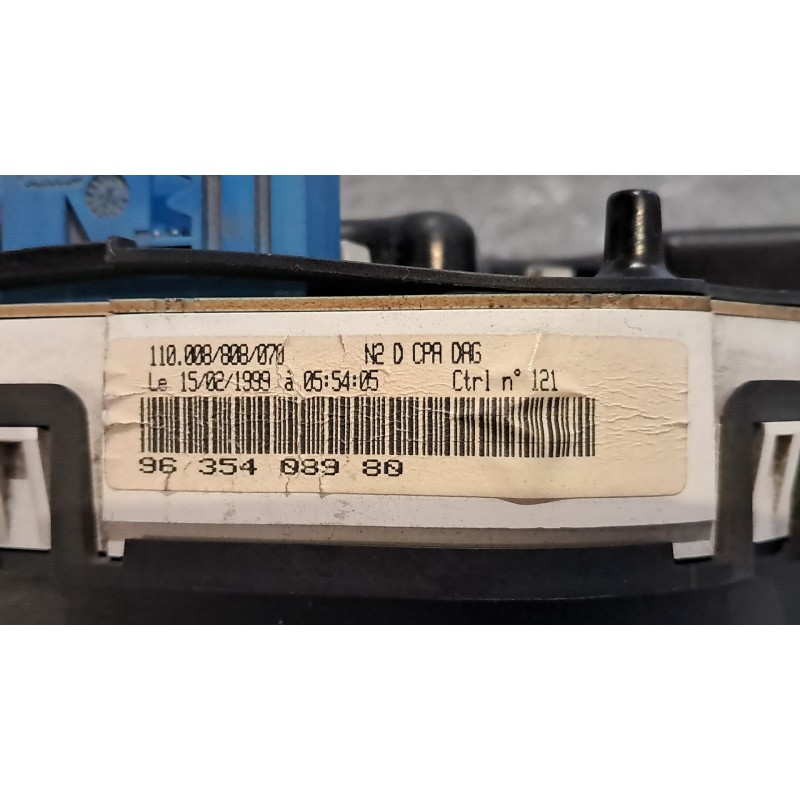 110.008/808/070 N2 D CPA DAG
Le 15/02/1999 à 05:54:05 Ctrl n° 121
96 354 089 80